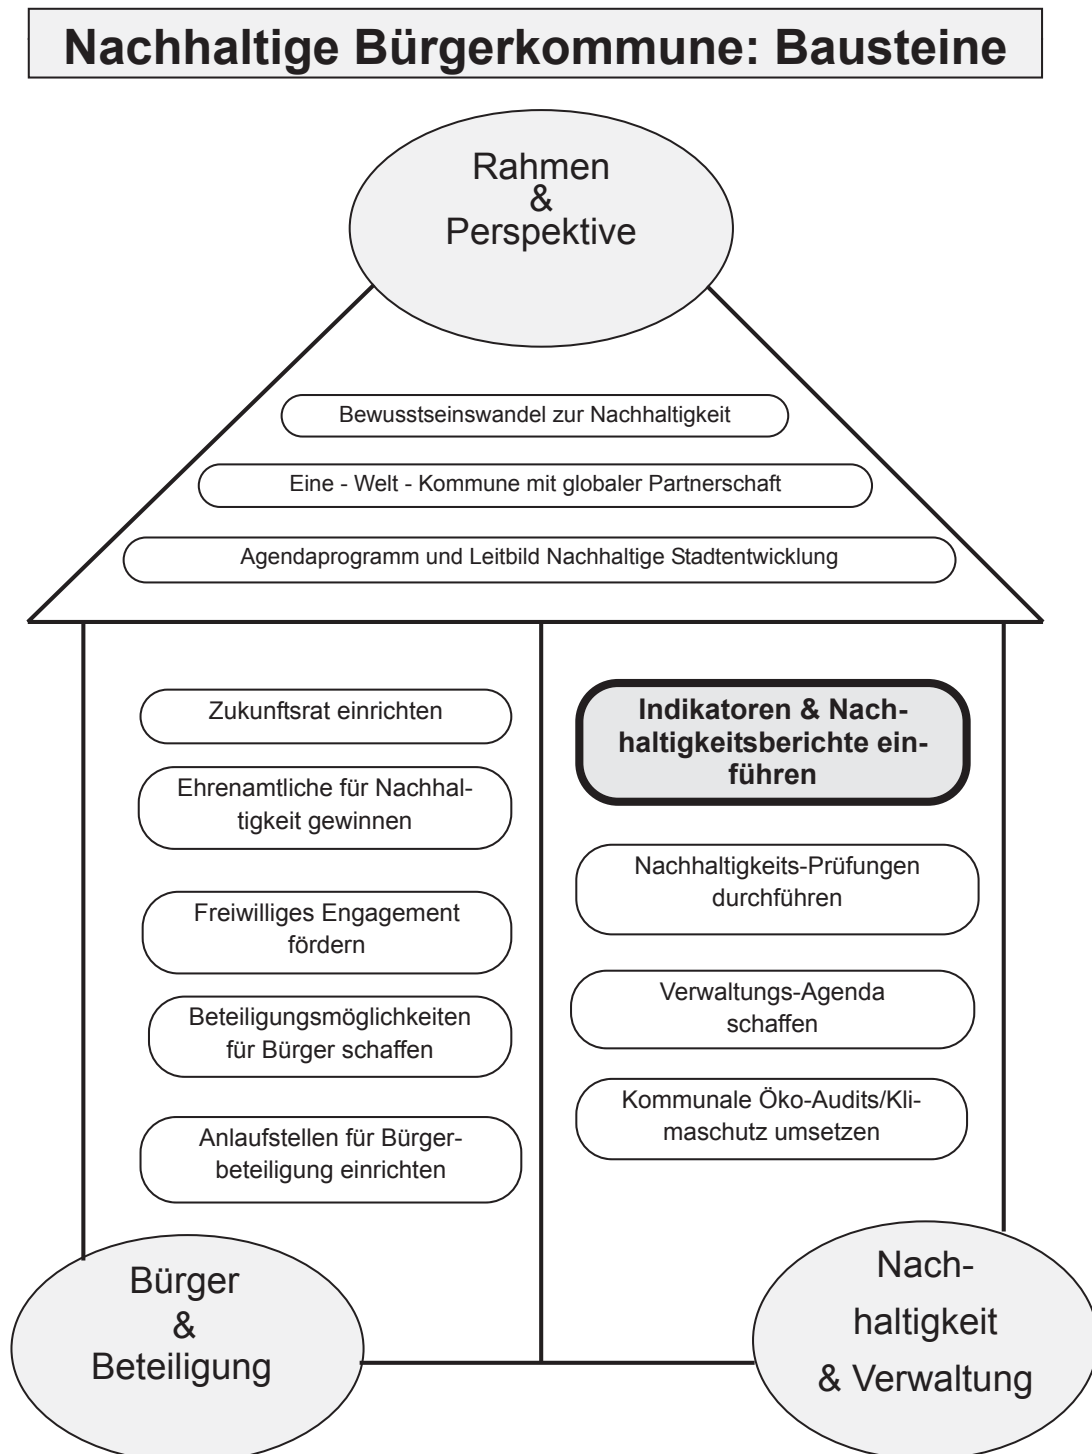 Nachhaltige Bürgerkommune: Bausteine
Rahmen
&
Perspektive
Bewusstseinswandel zur Nachhaltigkeit
Eine - Welt - Kommune mit globaler Partnerschaft
Agendaprogramm und Leitbild Nachhaltige Stadtentwicklung
Zukunftsrat einrichten
Ehrenamtliche für Nachhal-
tigkeit gewinnen
Freiwilliges Engagement
fördern
Beteiligungsmöglichkeiten
für Bürger schaffen
Anlaufstellen für Bürger-
beteiligung einrichten
Bürger
&
Beteiligung
Indikatoren & Nach-
haltigkeitsberichte ein-
führen
Nachhaltigkeits-Prüfungen
durchführen
Verwaltungs-Agenda
schaffen
Kommunale Öko-Audits/Kli-
maschutz umsetzen
Nach-
haltigkeit
& Verwaltung